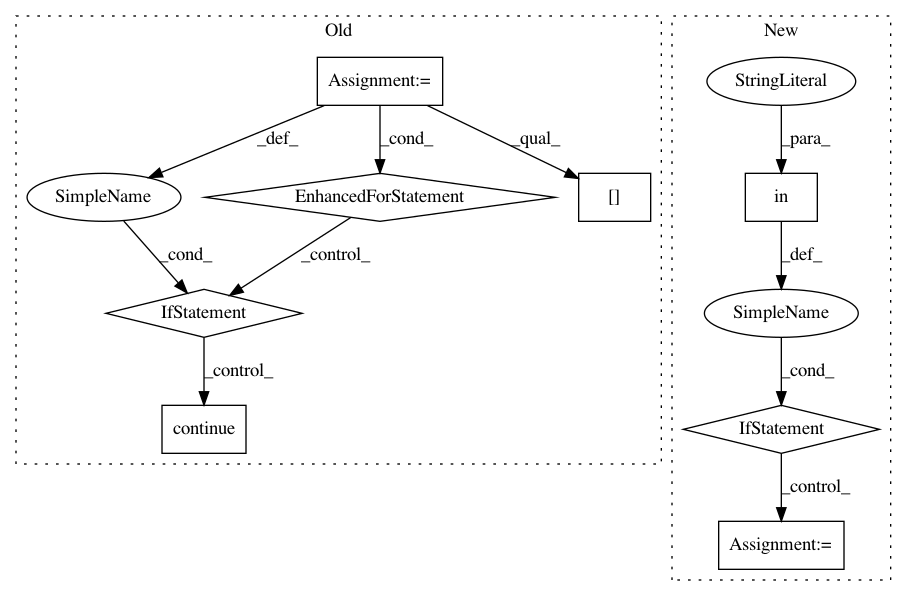 Old
New
Assignment:=
StringLiteral
_def_
_cond_
_qual_
_para_
SimpleName
EnhancedForStatement
[]
in
_cond_
_control_
_def_
IfStatement
SimpleName
_control_
_cond_
continue
IfStatement
_control_
Assignment:=